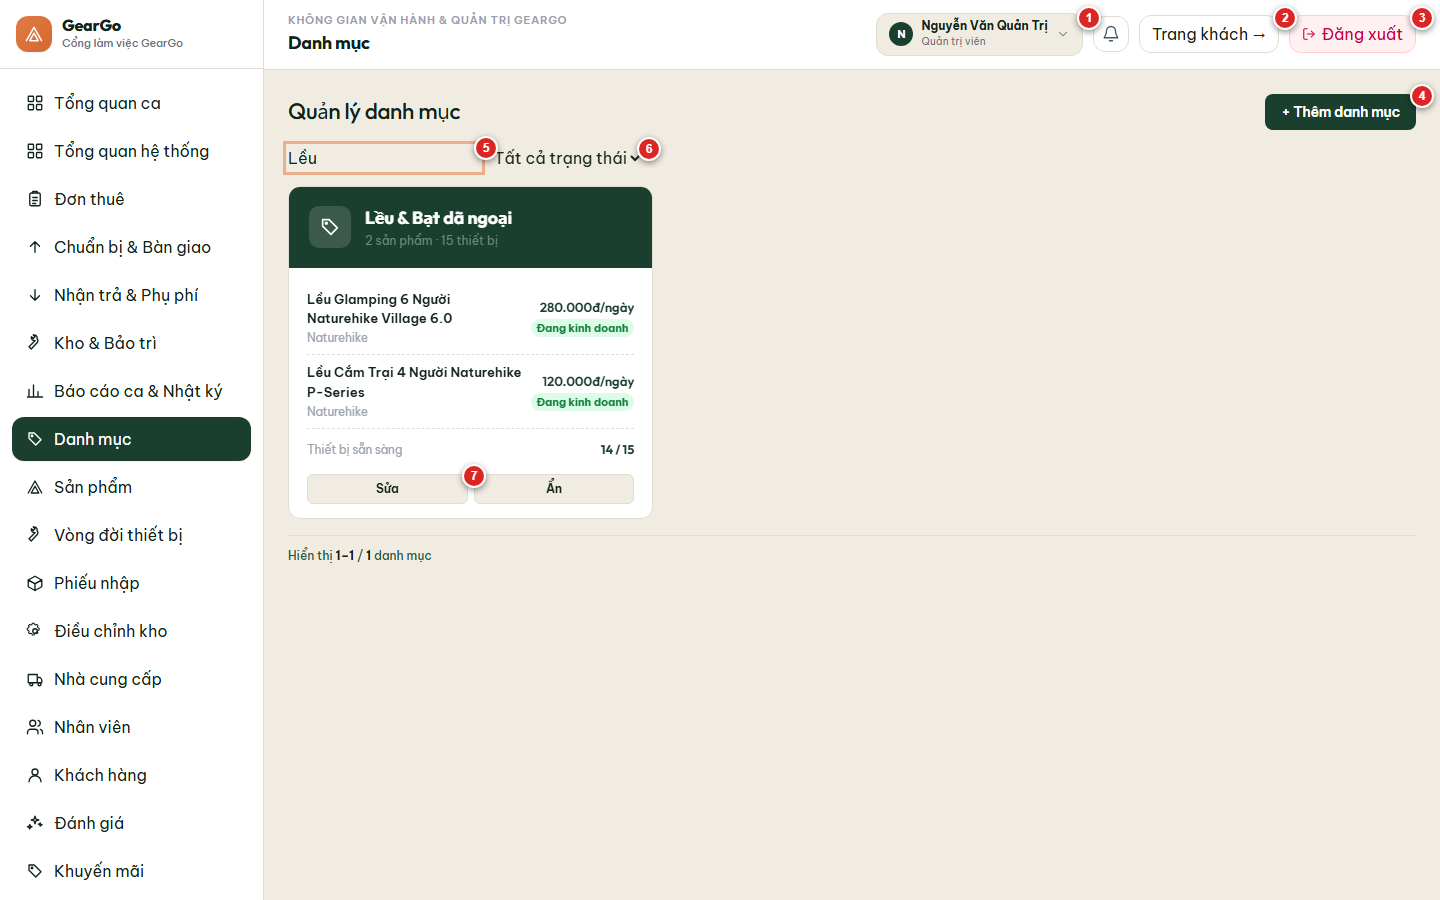 GearGo
Cổng làm việc GearGo
Tổng quan ca
Tổng quan hệ thống
Đơn thuê
Chuẩn bị & Bàn giao
Nhận trả & Phụ phí
Kho & Bảo trì
Báo cáo ca & Nhật ký
Danh mục
Sản phẩm
Vòng đời thiết bị
Phiếu nhập
Điều chỉnh kho
Nhà cung cấp
Nhân viên
Khách hàng
Đánh giá
Khuyến mãi
KHÔNG GIAN VẬN HÀNH & QUẢN TRỊ GEARGO
Danh mục
N
Nguyễn Văn Quản Trị
Quản trị viên
1
Trang khách →
2
Đăng xuất
3
Quản lý danh mục
+ Thêm danh mục
4
Lều
5
Tất cả trạng thái
6
Lều & Bạt dã ngoại
2 sản phẩm · 15 thiết bị
Lều Glamping 6 Người
Naturehike Village 6.0
Naturehike
280.000đ/ngày
Đang kinh doanh
Lều Cắm Trại 4 Người Naturehike
P-Series
Naturehike
120.000đ/ngày
Đang kinh doanh
Thiết bị sẵn sàng
14 / 15
Sửa
7
Ẩn
Hiển thị 1–1 / 1 danh mục